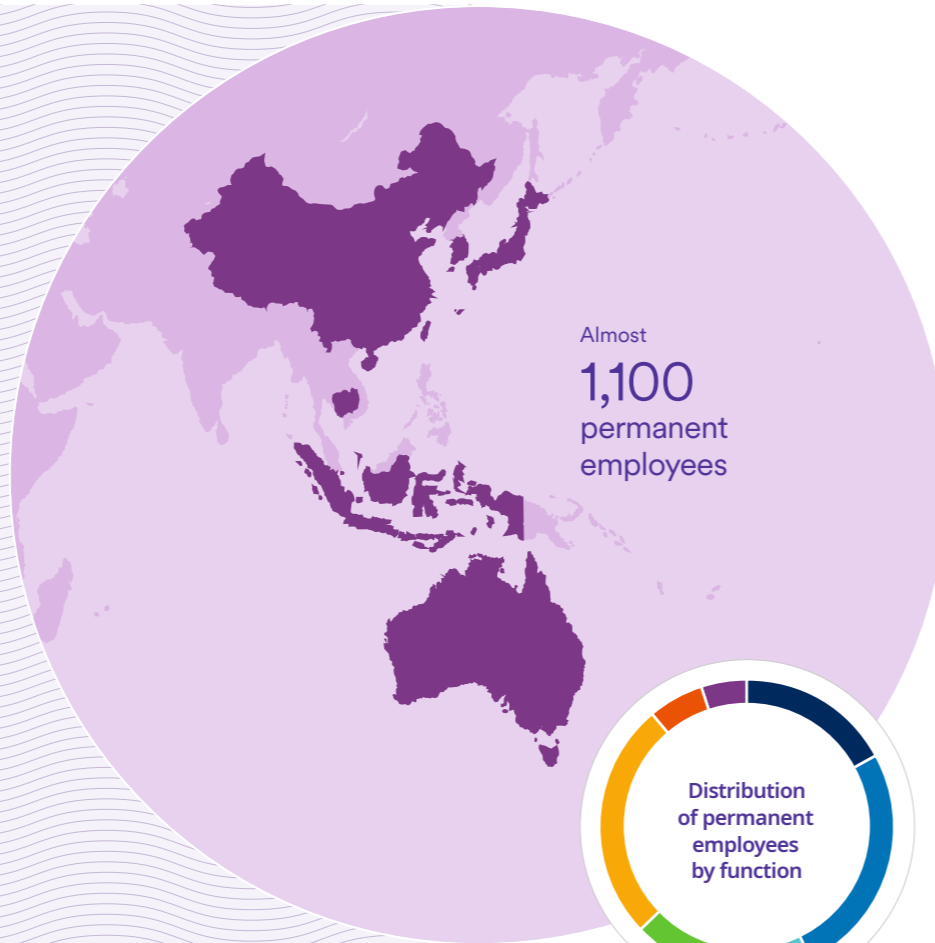 Almost
1,100
permanent
employees
Distribution
of permanent
employees
by function